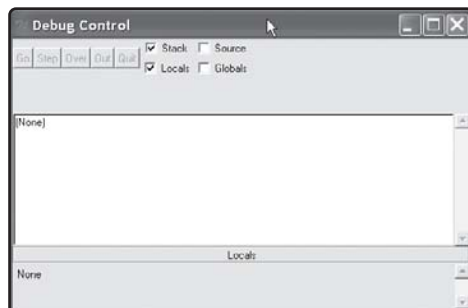 Debug Control
Go Step Over Out Quit
Stack Source
Locals Globals
[None]
Locals
None